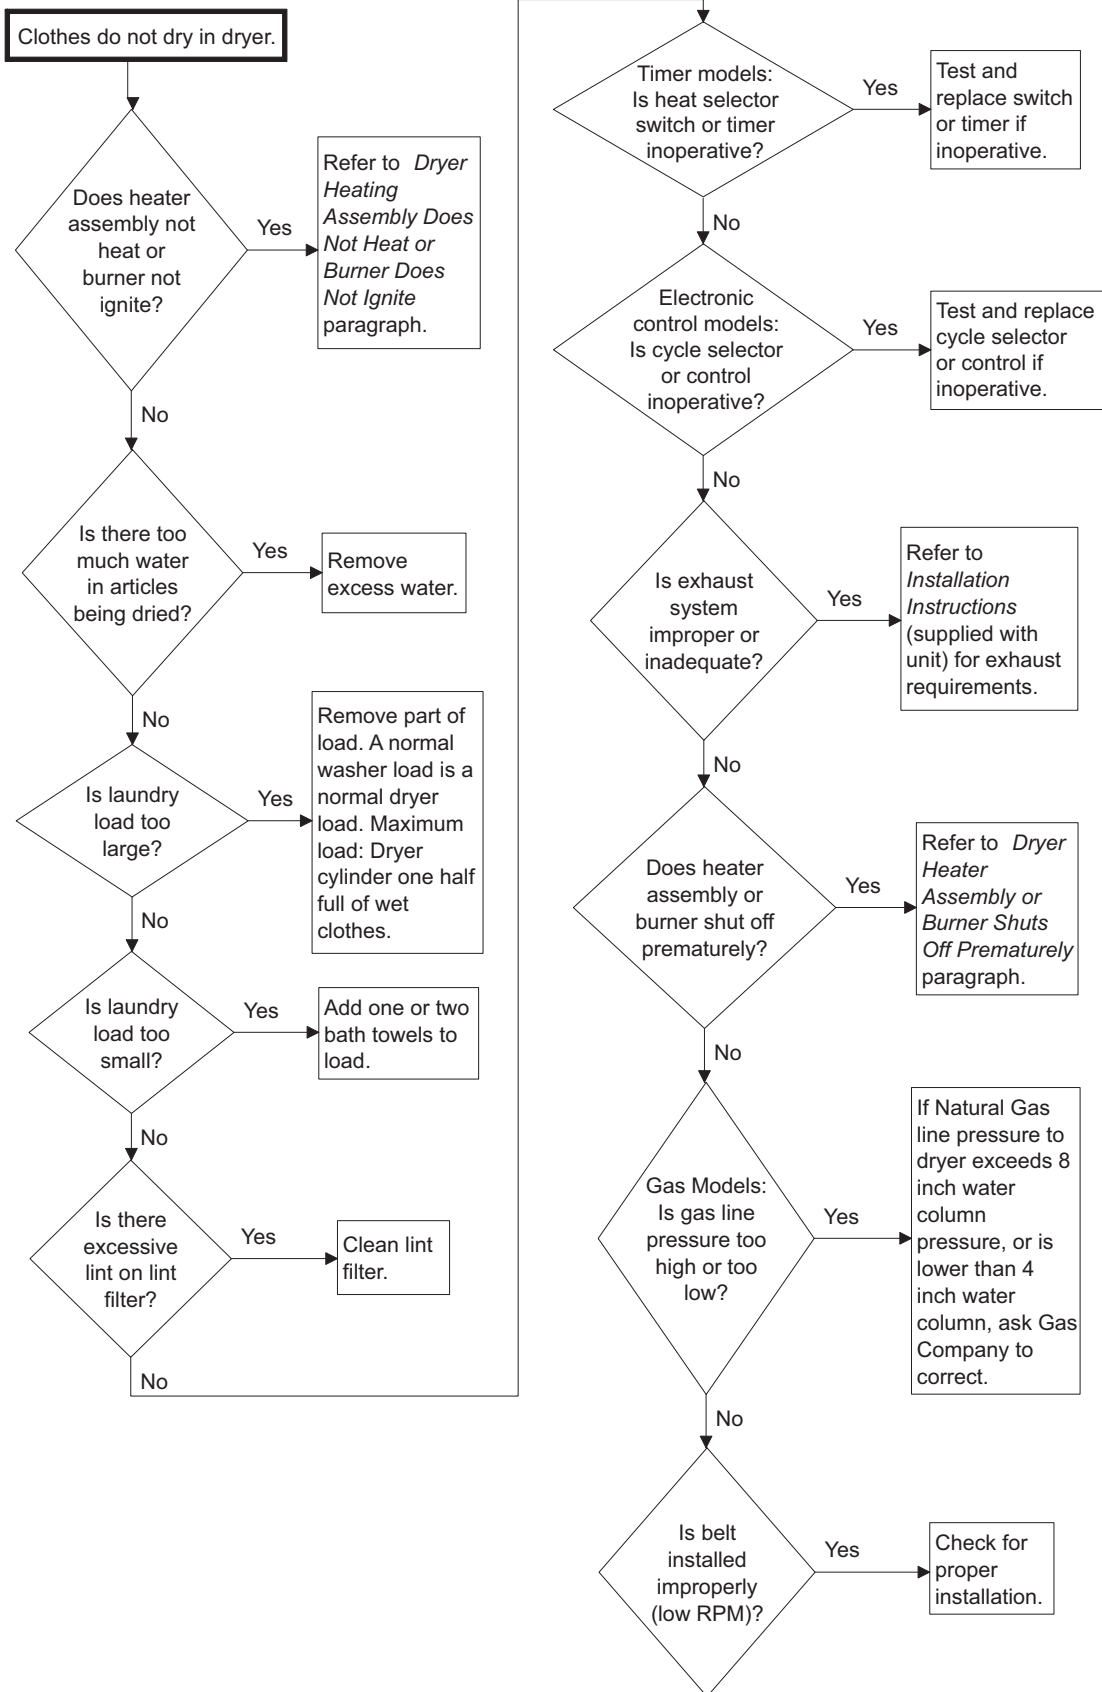 Clothes do not dry in dryer.
Does heater
assembly not
heat or
burner not
ignite?
Yes
Refer to Dryer
Heating
Assembly Does
Not Heat or
Burner Does
Not Ignite
paragraph.
No
Is there too
much water
in articles
being dried?
Yes
Remove
excess water.
No
Is laundry
load too
large?
Yes
Remove part of
load. A normal
washer load is a
normal dryer
load. Maximum
load: Dryer
cylinder one half
full of wet
clothes.
No
Is laundry
load too
small?
Yes
Add one or two
bath towels to
load.
No
Is there
excessive
lint on lint
filter?
Yes
Clean lint
filter.
No
Timer models:
Is heat selector
switch or timer
inoperative?
Yes
Test and
replace switch
or timer if
inoperative.
No
Electronic
control models:
Is cycle selector
or control
inoperative?
Yes
Test and replace
cycle selector
or control if
inoperative.
No
Is exhaust
system
improper or
inadequate?
Yes
Refer to
Installation
Instructions
(supplied with
unit) for exhaust
requirements.
No
Does heater
assembly or
burner shut off
prematurely?
Yes
Refer to Dryer
Heater
Assembly or
Burner Shuts
Off Prematurely
paragraph.
No
Gas Models:
Is gas line
pressure too
high or too
low?
Yes
If Natural Gas
line pressure to
dryer exceeds 8
inch water
column
pressure, or is
lower than 4
inch water
column, ask Gas
Company to
correct.
No
Is belt
installed
improperly
(low RPM)?
Yes
Check for
proper
installation.